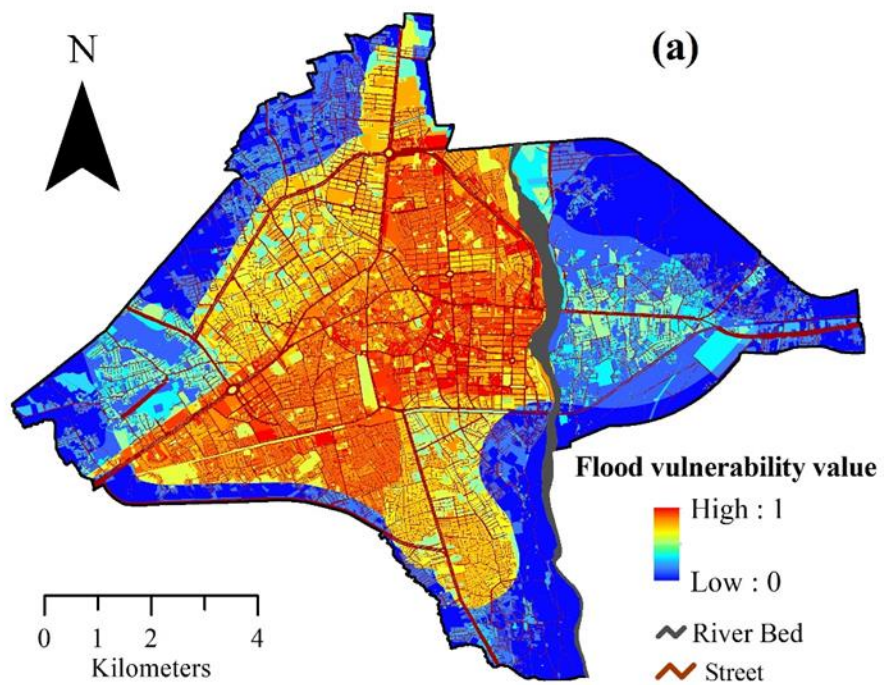 N
(a)
Flood vulnerability value
High : 1
Low : 0
River Bed
Street
0 1 2 4
Kilometers